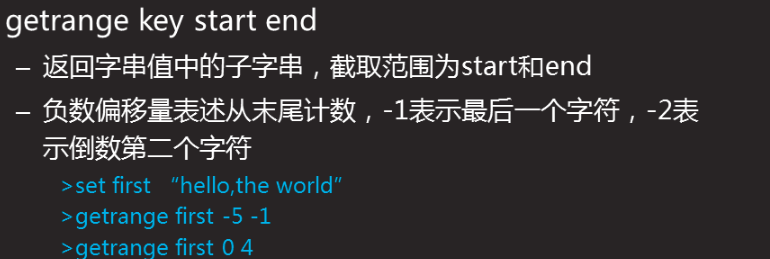 getrange key start end
– 返回字串值中的子字串，截取范围为start和end
– 负数偏移量表述从末尾计数，-1表示最后一个字符，-2表
示倒数第二个字符
>set first “hello,the world”
>getrange first -5 -1
>getrange first 0 4